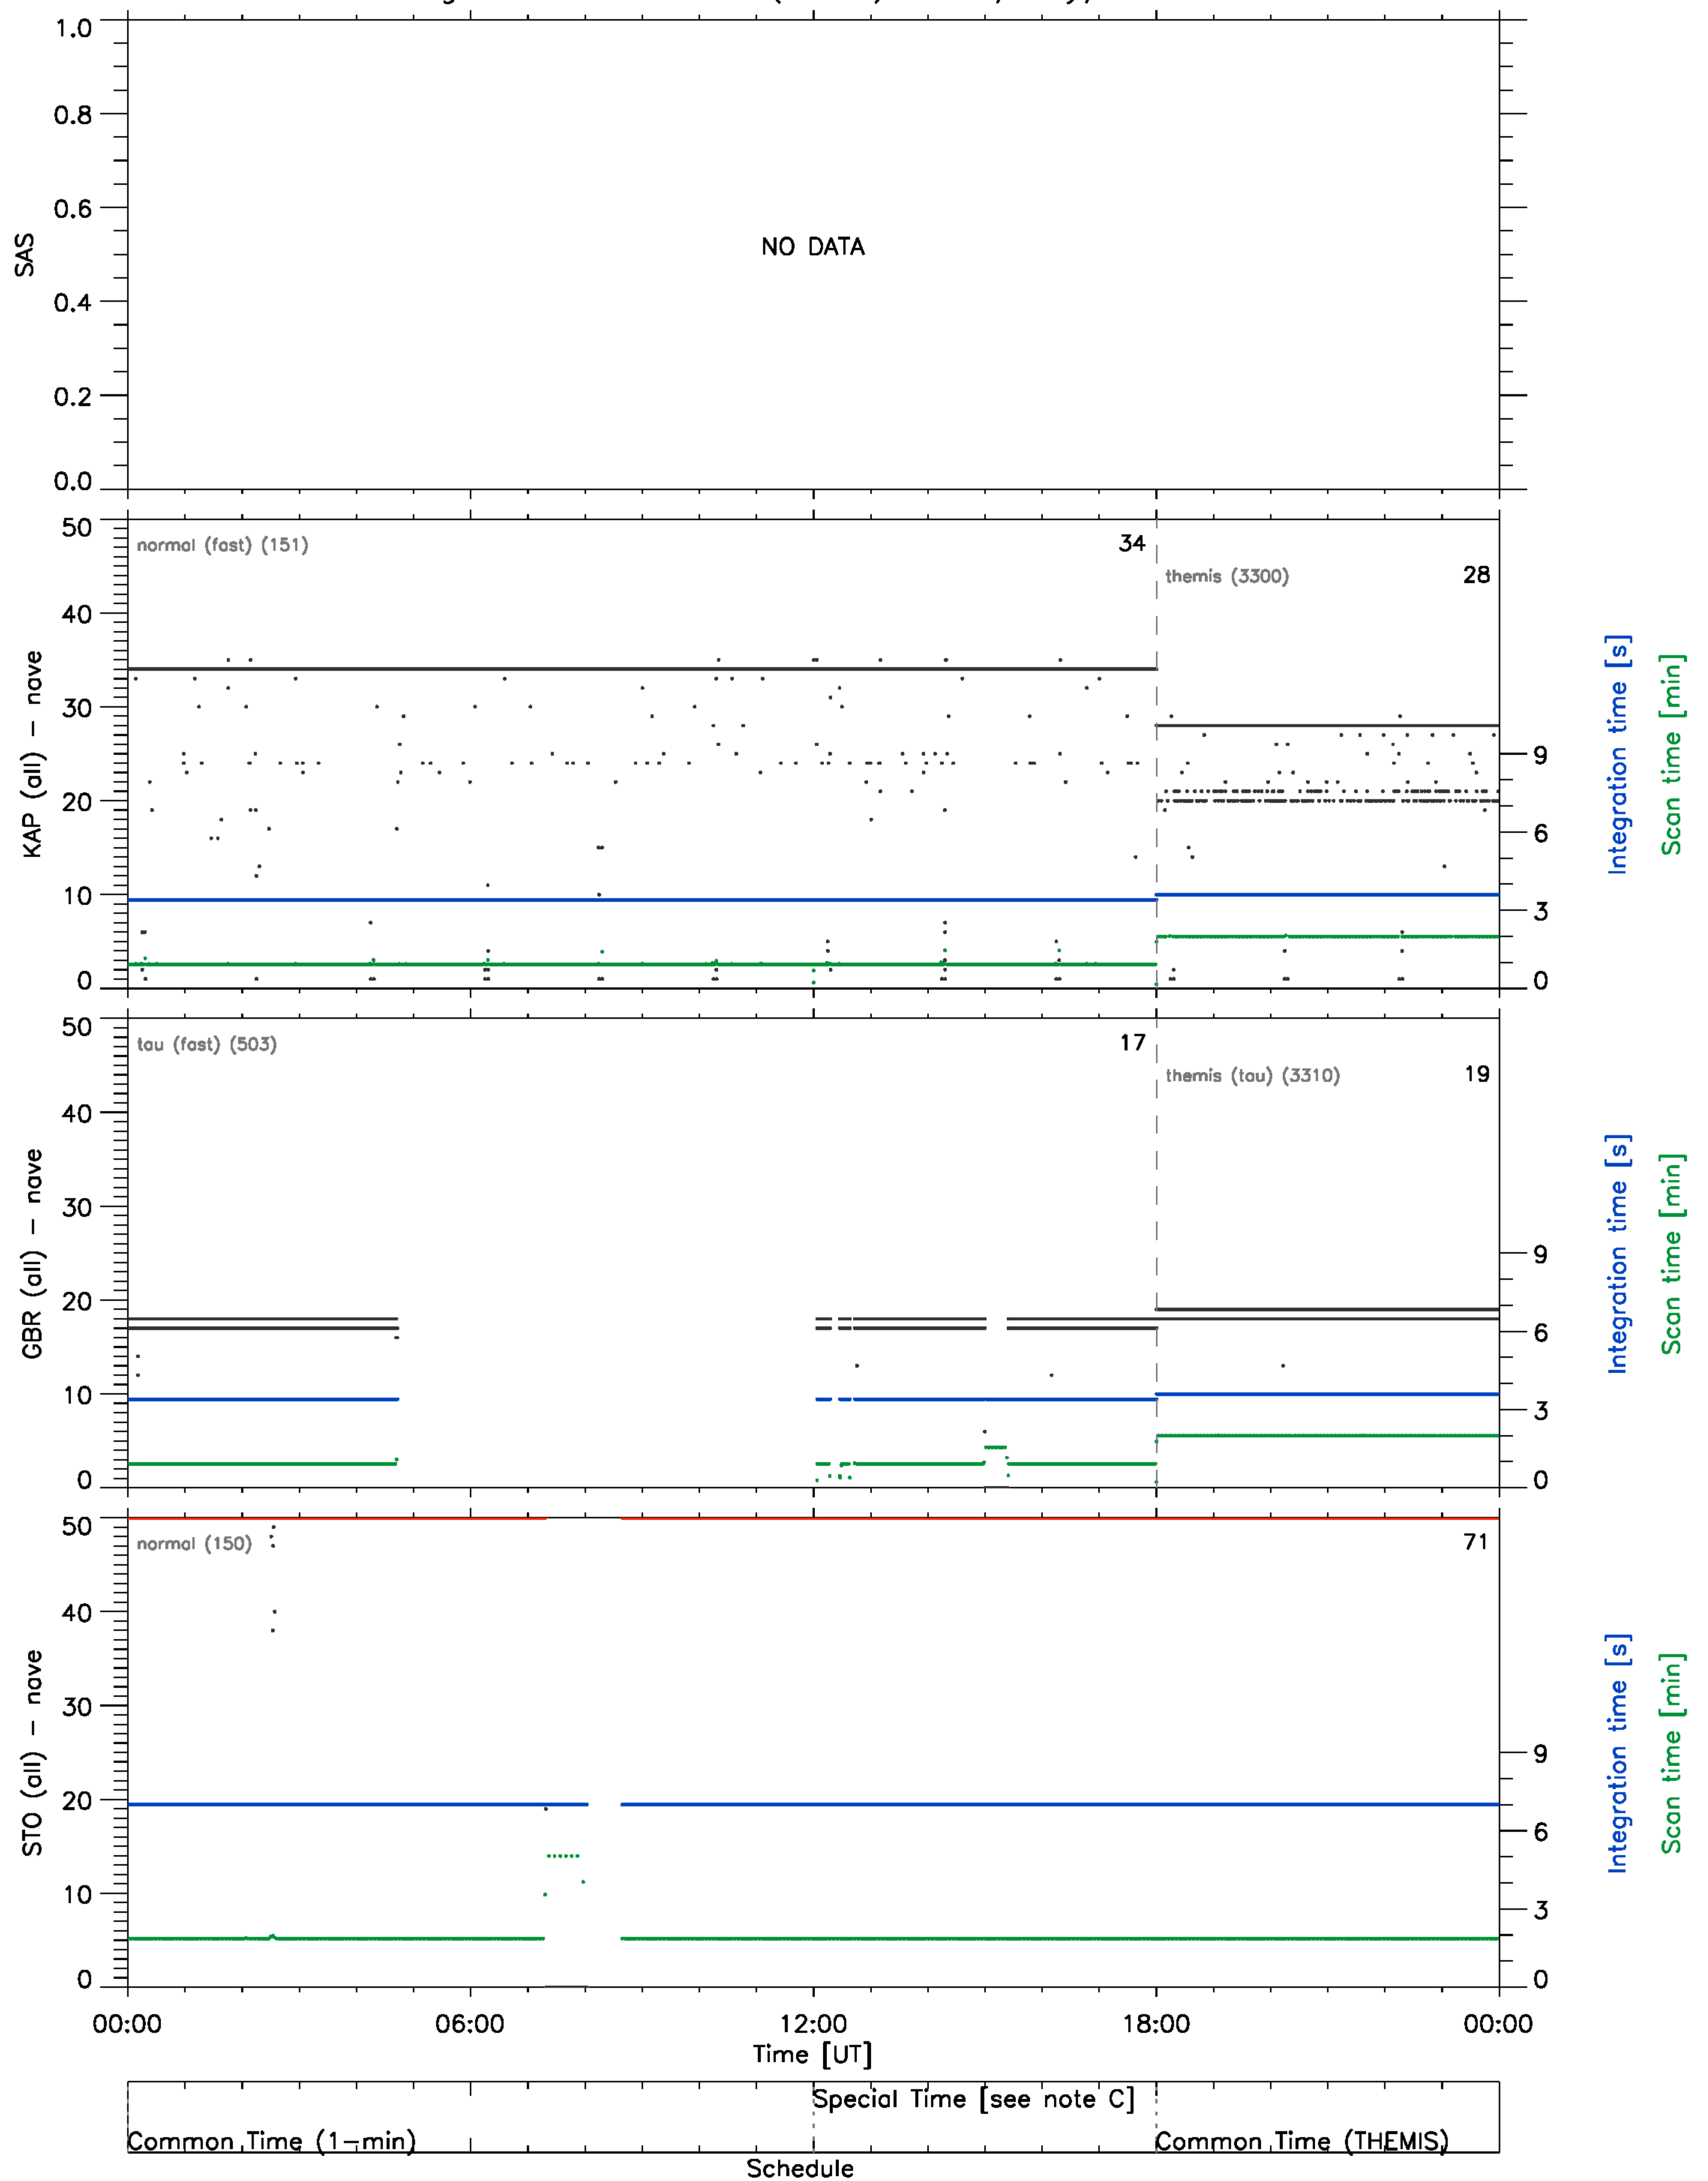 1.0
0.8
0.6
0.4
0.2
0.0
SAS
NO DATA
50
40
30
20
10
0
KAP (all) – nave
normal (fast) (151)
34
themis (3300)
28
9
6
3
0
Integration time [s]
Scan time [min]
50
40
30
20
10
0
GBR (all) – nave
tau (fast) (503)
17
themis (tau) (3310)
19
9
6
3
0
Integration time [s]
Scan time [min]
50
40
30
20
10
0
STO (all) – nave
normal (150)
71
9
6
3
0
Integration time [s]
Scan time [min]
00:00 06:00 12:00 18:00 00:00
Time [UT]
Special Time [see note C]
Common Time (1–min) Common Time (THEMIS)
Schedule